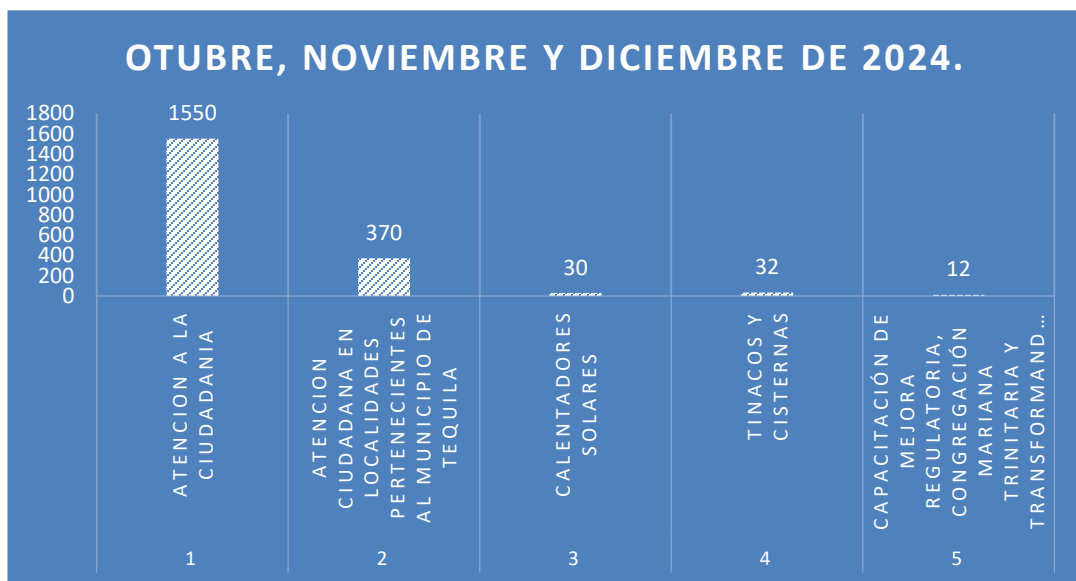 OTUBRE, NOVIEMBRE Y DICIEMBRE DE 2024.
1800
1600
1400
1200
1000
800
600
400
200
0
1550
370
30
32
12
ATENCION A LA
CIUDADANIA
ATENCION
CIUDADANA EN
LOCALIDADES
PERTENECIENTES
AL MUNICIPIO DE
TEQUILA
CALENTADORES
SOLARES
TINACOS Y
CISTERNAS
CAPACITACIÓN DE
MEJORA
REGULATORIA,
CONGREGACIÓN
MARIANA
TRINITARIA Y
TRANSFORMAND...
1
2
3
4
5